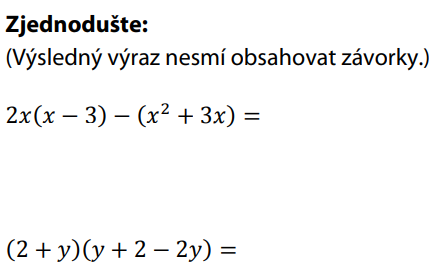 Zjednodušte:
(Výsledný výraz nesmí obsahovat závorky.)
2x(x − 3) − (x² + 3x) =
(2 + y)(y + 2 − 2y) =